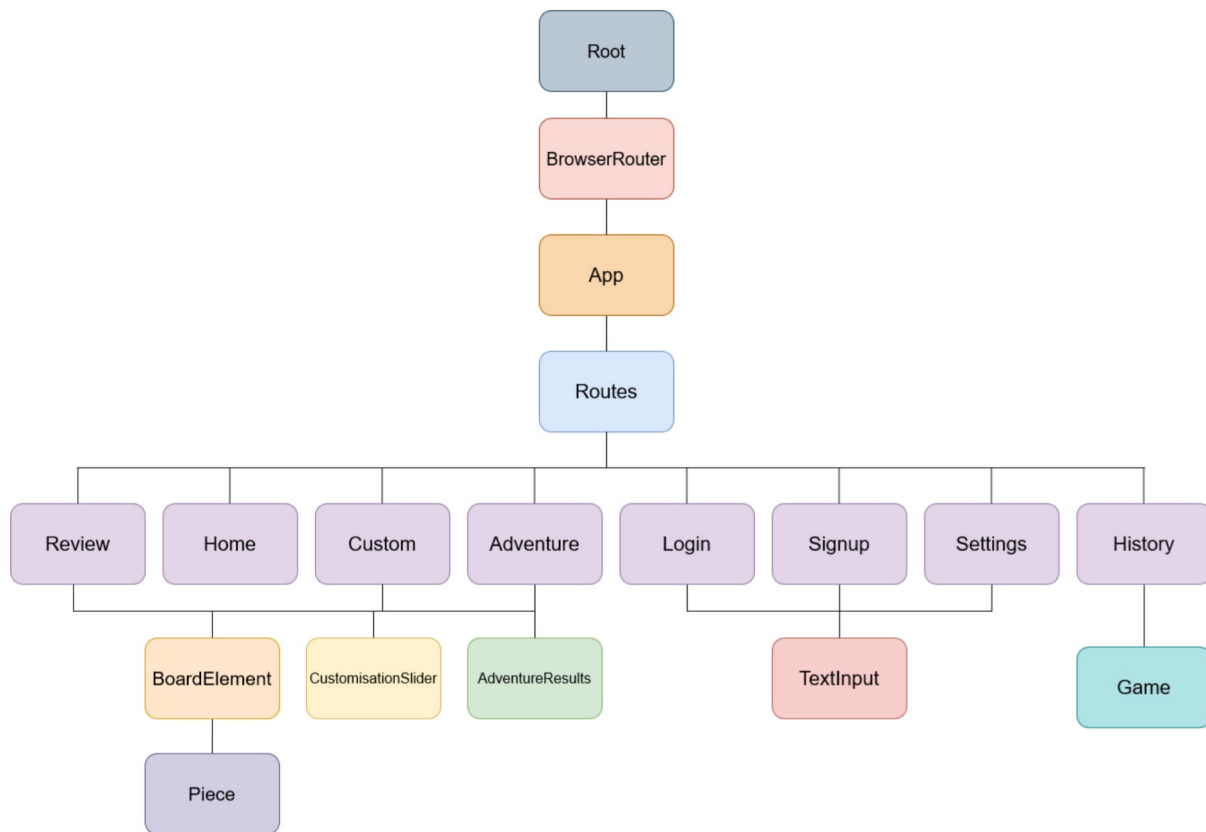 Root
BrowserRouter
App
Routes
Review
Home
Custom
Adventure
Login
Signup
Settings
History
BoardElement
CustomisationSlider
AdventureResults
TextInput
Game
Piece